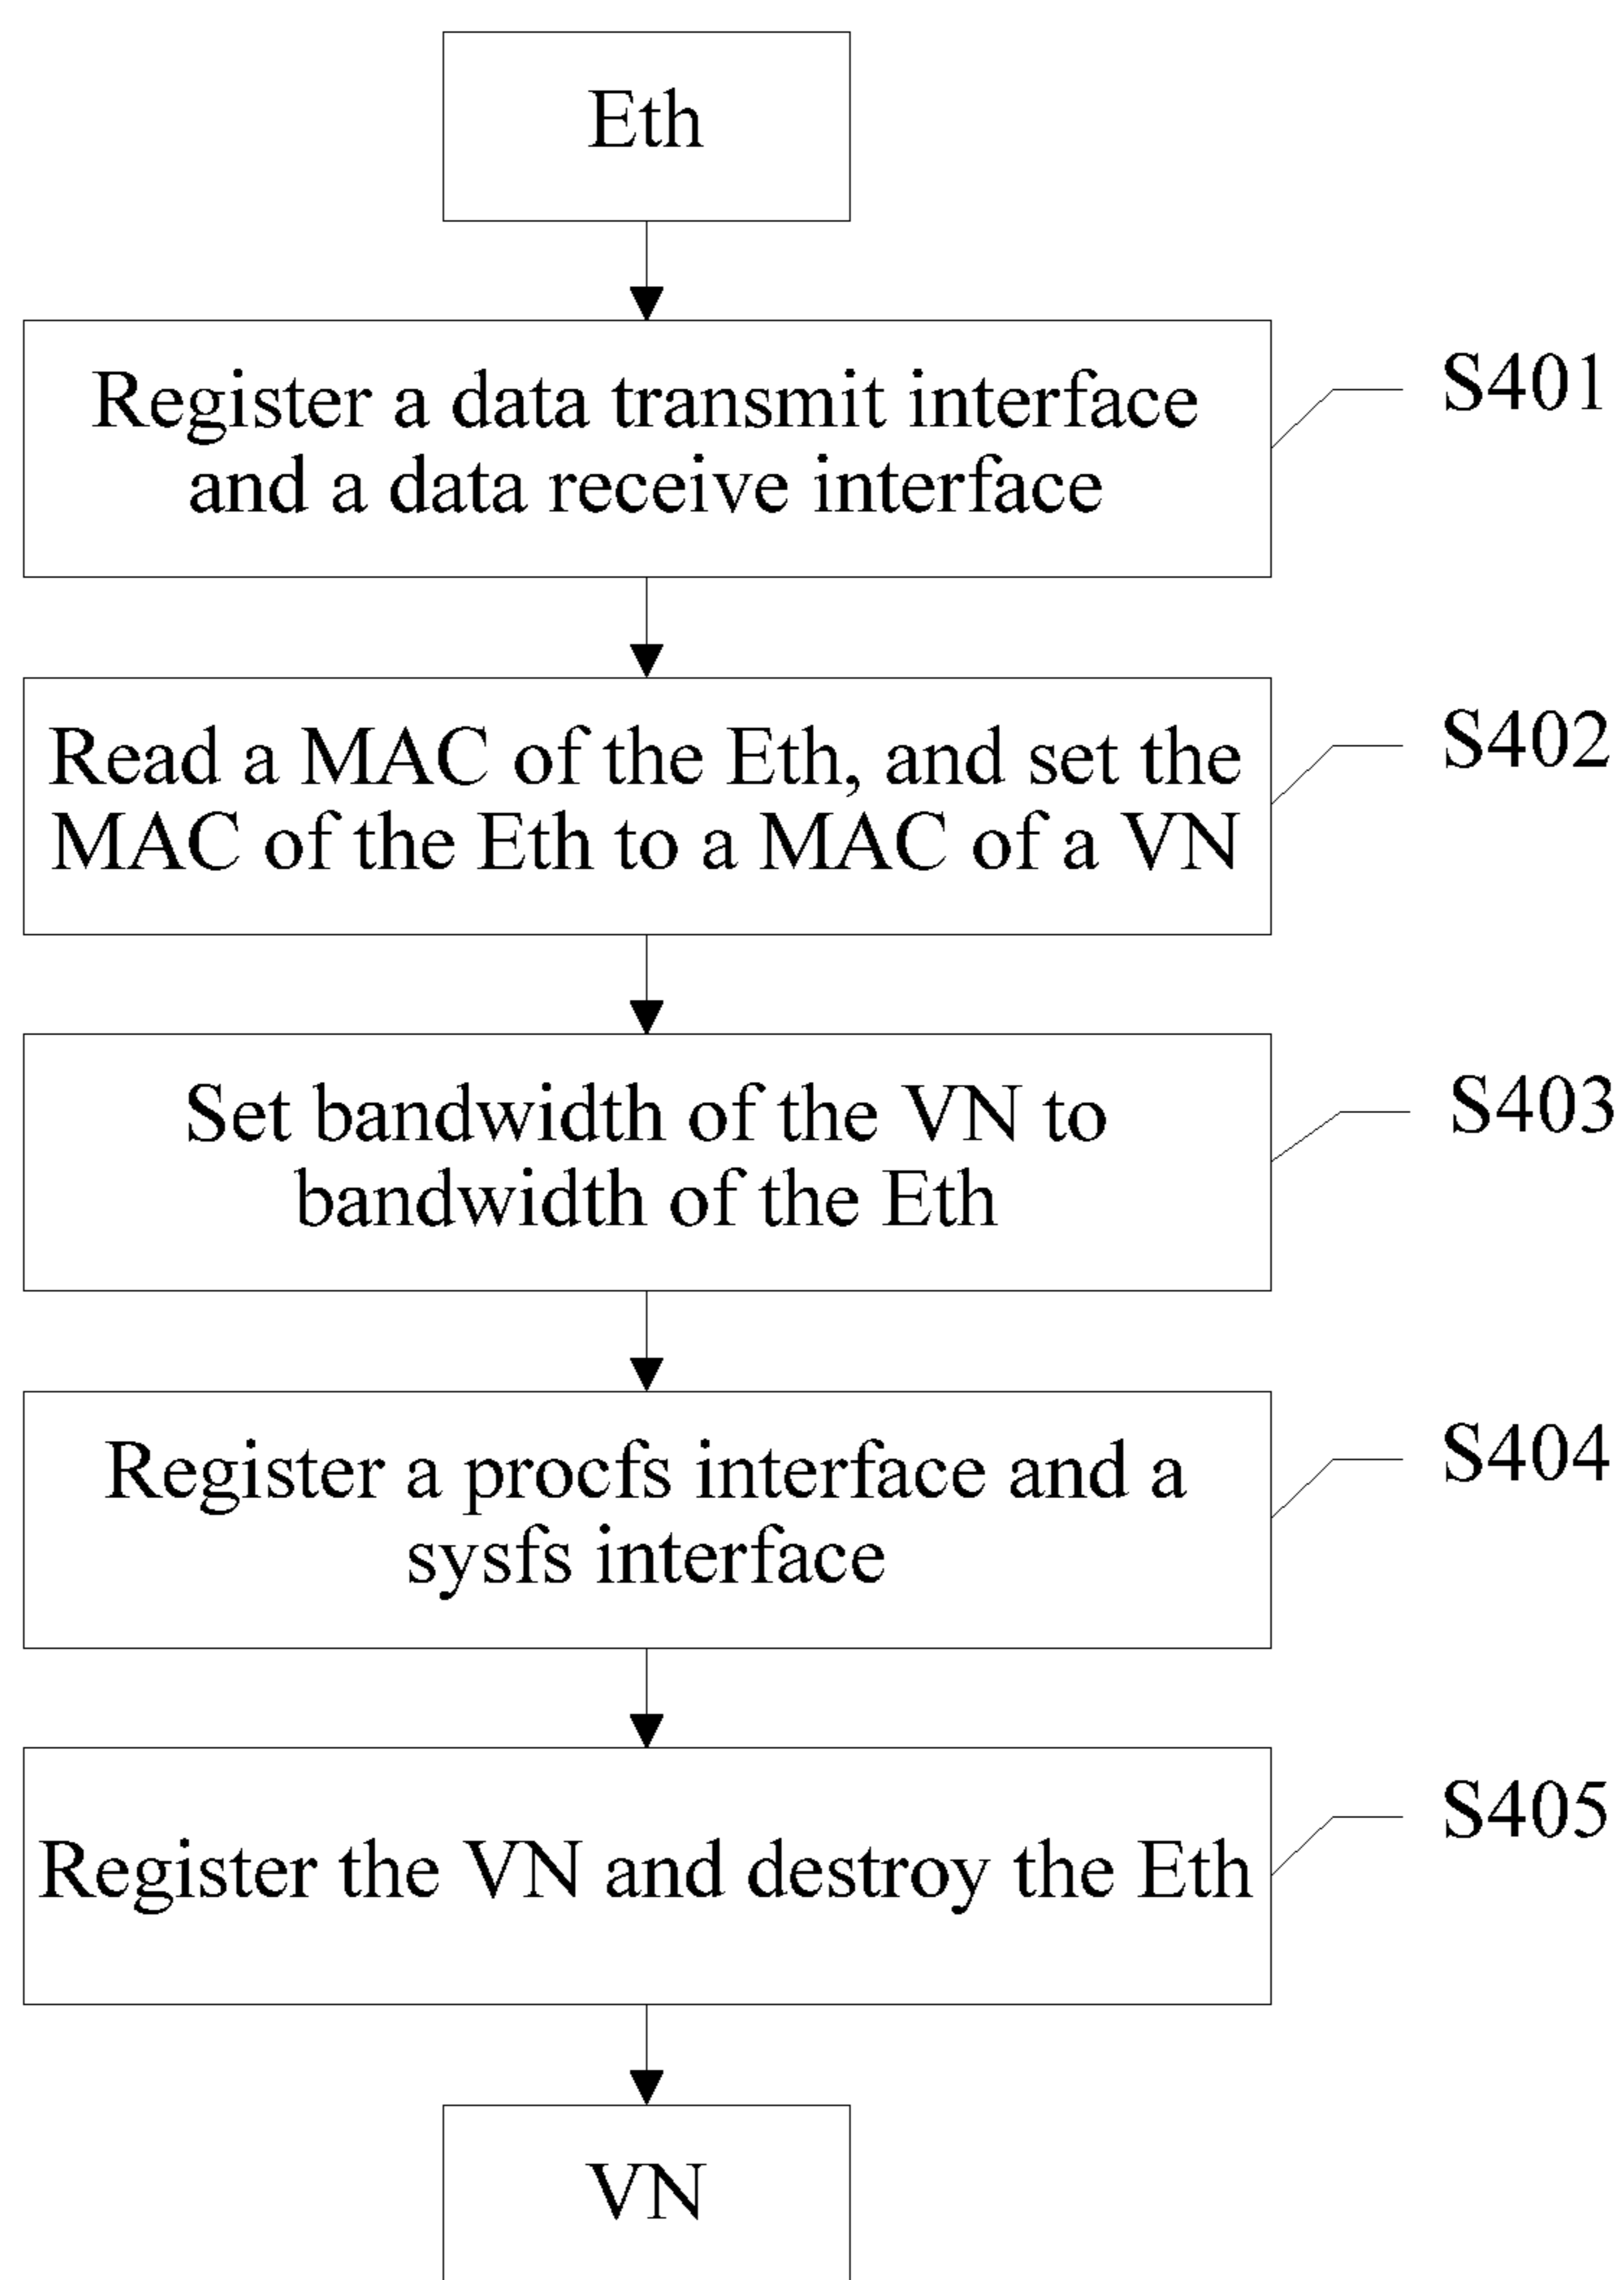 Eth
Register a data transmit interface
and a data receive interface
S401
Read a MAC of the Eth, and set the
MAC of the Eth to a MAC of a VN
S402
Set bandwidth of the VN to
bandwidth of the Eth
S403
Register a procfs interface and a
sysfs interface
S404
Register the VN and destroy the Eth
S405
VN